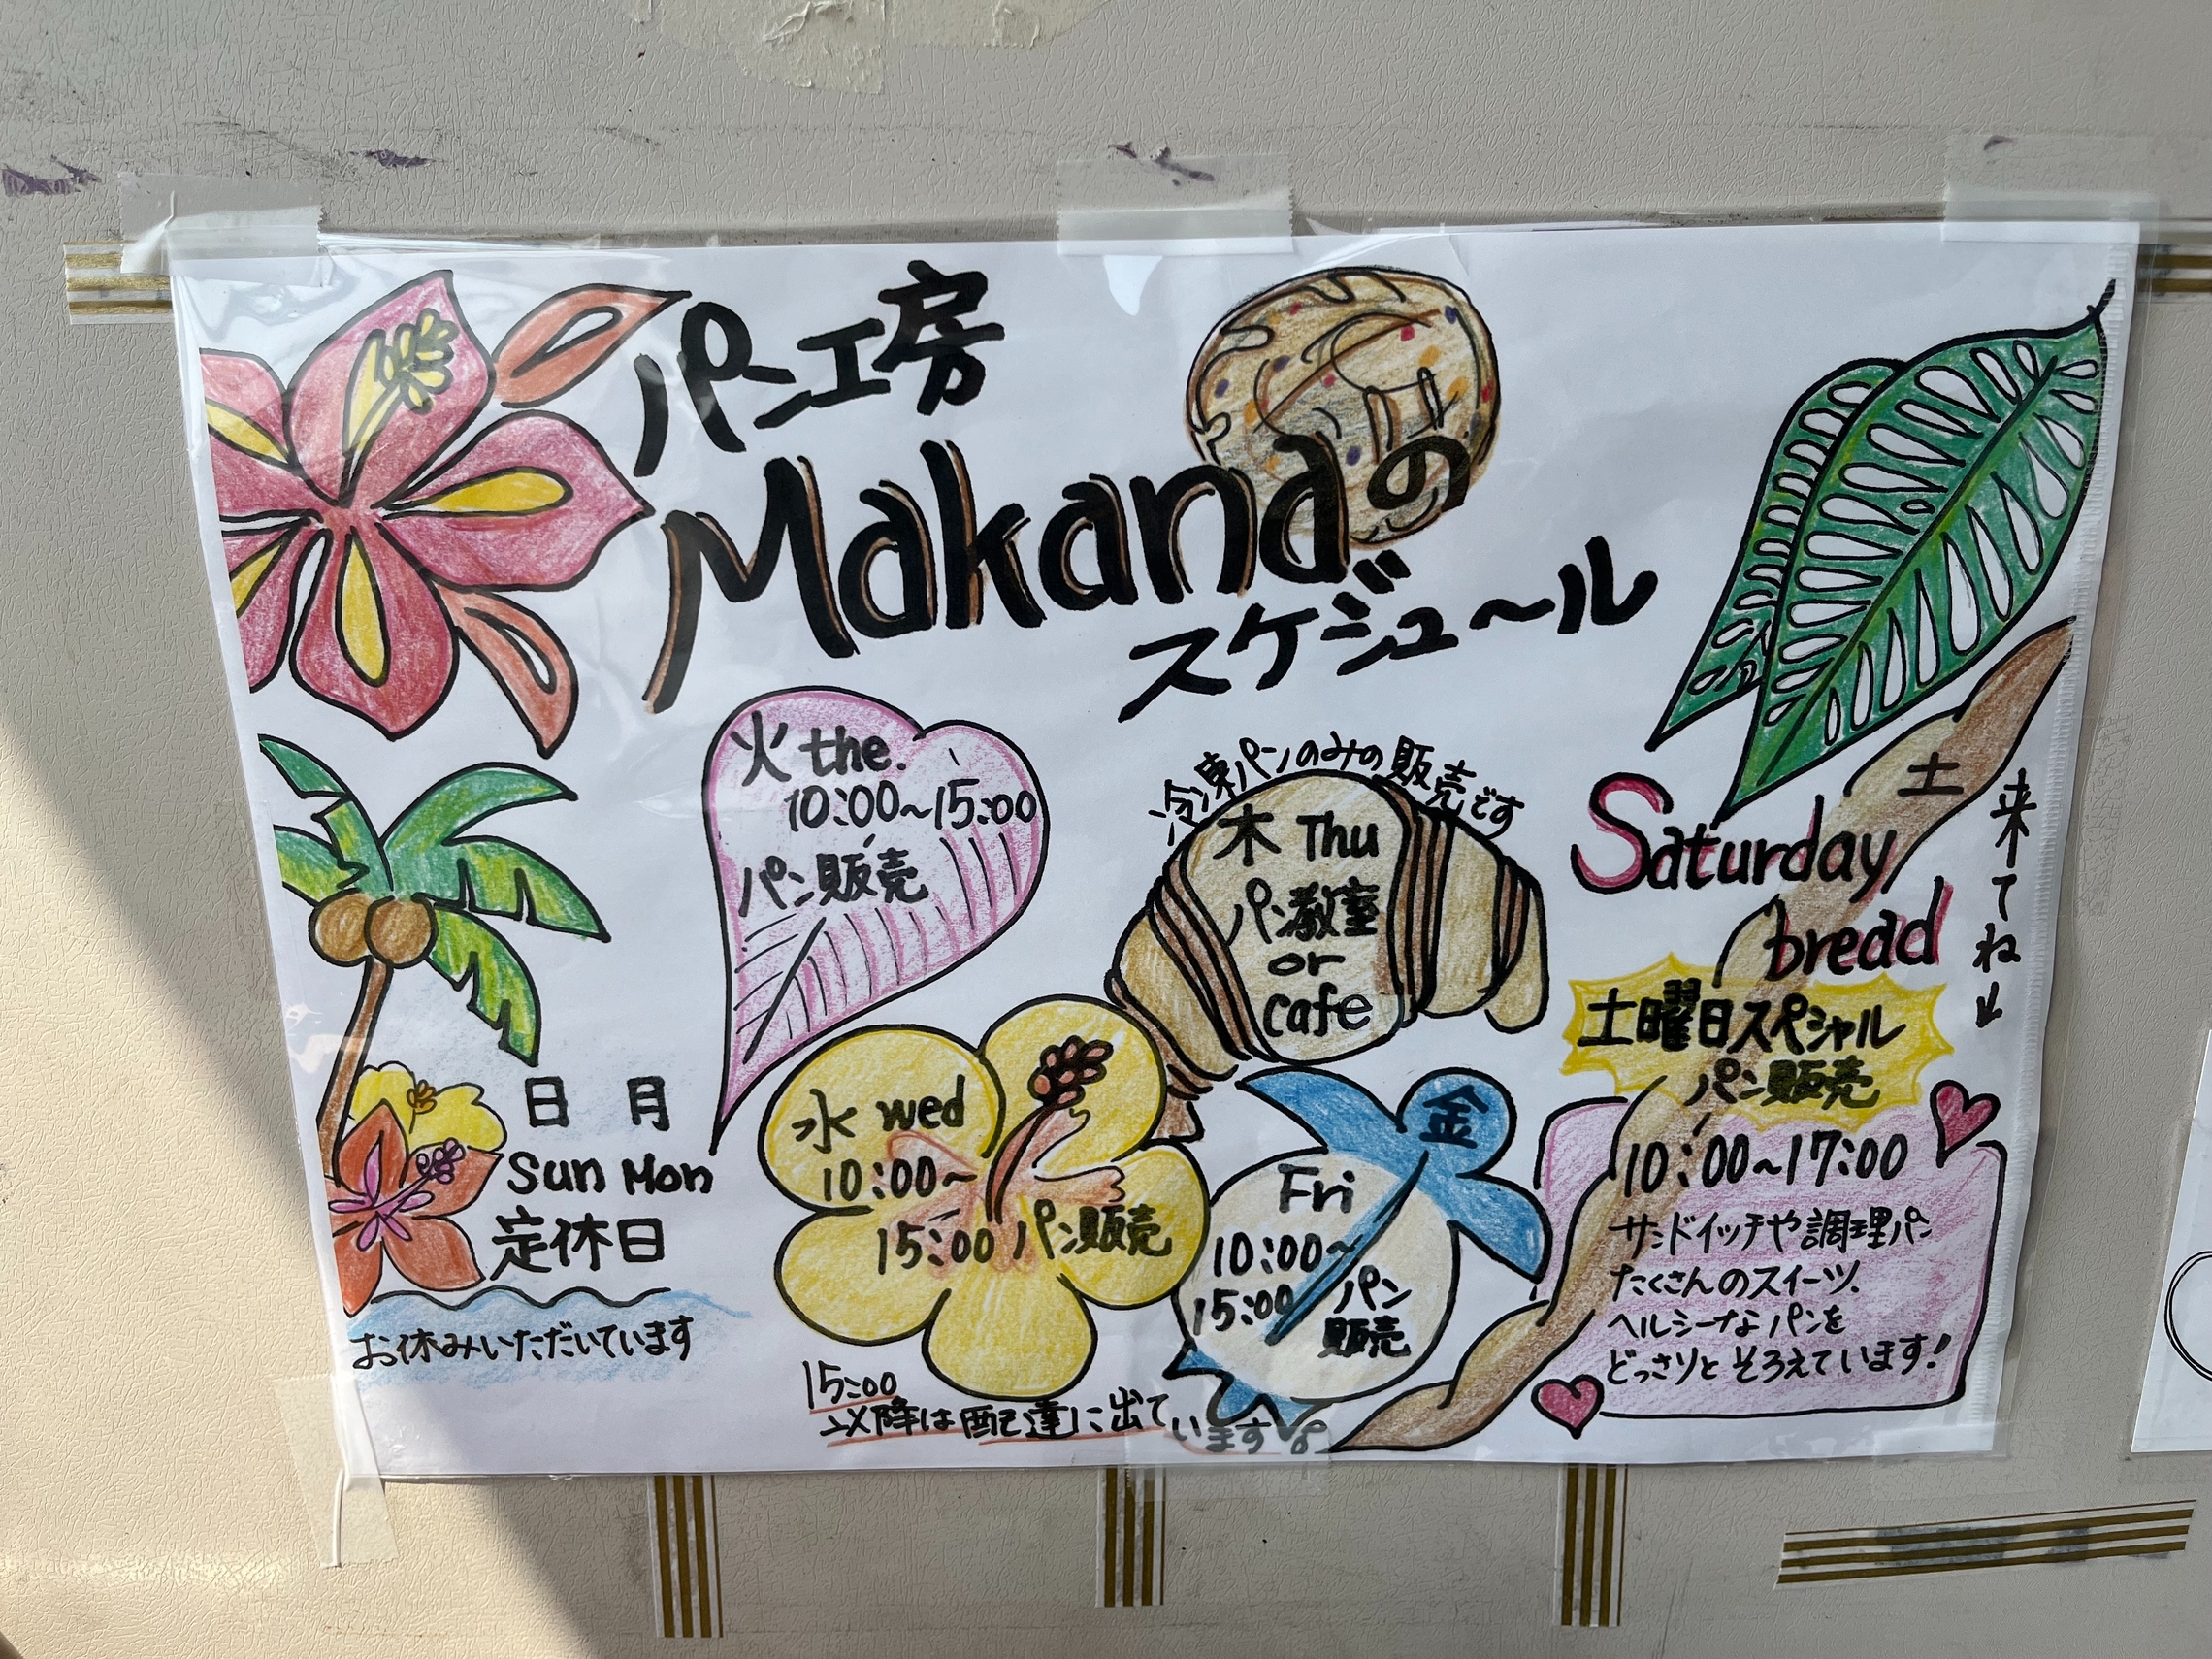 パン工房
Makanaの
スケジュール
火 the.
10:00~15:00
パン販売
冷凍パンのみの販売です
木 Thu
パン教室
or
cafe
土
Saturday
bread
来てね↓
土曜日スペシャル
パン販売
10:00~17:00
サンドイッチや調理パン
たくさんのスイーツ、
ヘルシーなパンを
どっさりとそろえています!
日 月
Sun Mon
定休日
お休みいただいています
水 wed
10:00~
15:00 パン販売
金
Fri
10:00~
15:00
パン
販売
15:00
以降は配達に出ています。